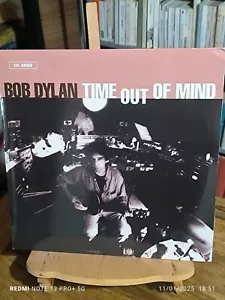 BOB DYLAN TIME OUT OF MIND
REDMI NOTE 13 PRO+ 5G
11/01/2025 18:51